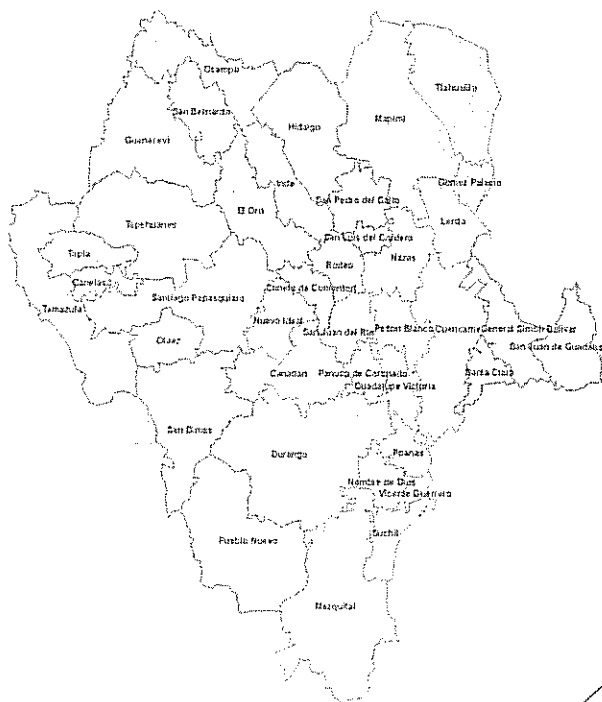 Ocampo
Tlahualilo
San Bernardo
Mapimi
Hidalgo
Guanacevi
Gomez Palacio
Inde
San Pedro del Gallo
El Oro
Lerdo
Tepehuanes
San Luis del Cordero
Topia
Nazas
Rodeo
Canelas
Coneto de Comonfort
Santiago Papasquiaro
Tamazula
Nuevo Ideal
San Juan del Rio
Peñon Blanco
Cuencame
General Simon Bolivar
Otaez
San Juan de Guadalupe
Canatlan
Panuco de Coronado
Santa Clara
Guadalupe Victoria
San Dimas
Durango
Poanas
Nombre de Dios
Vicente Guerrero
Suchil
Pueblo Nuevo
Mezquital